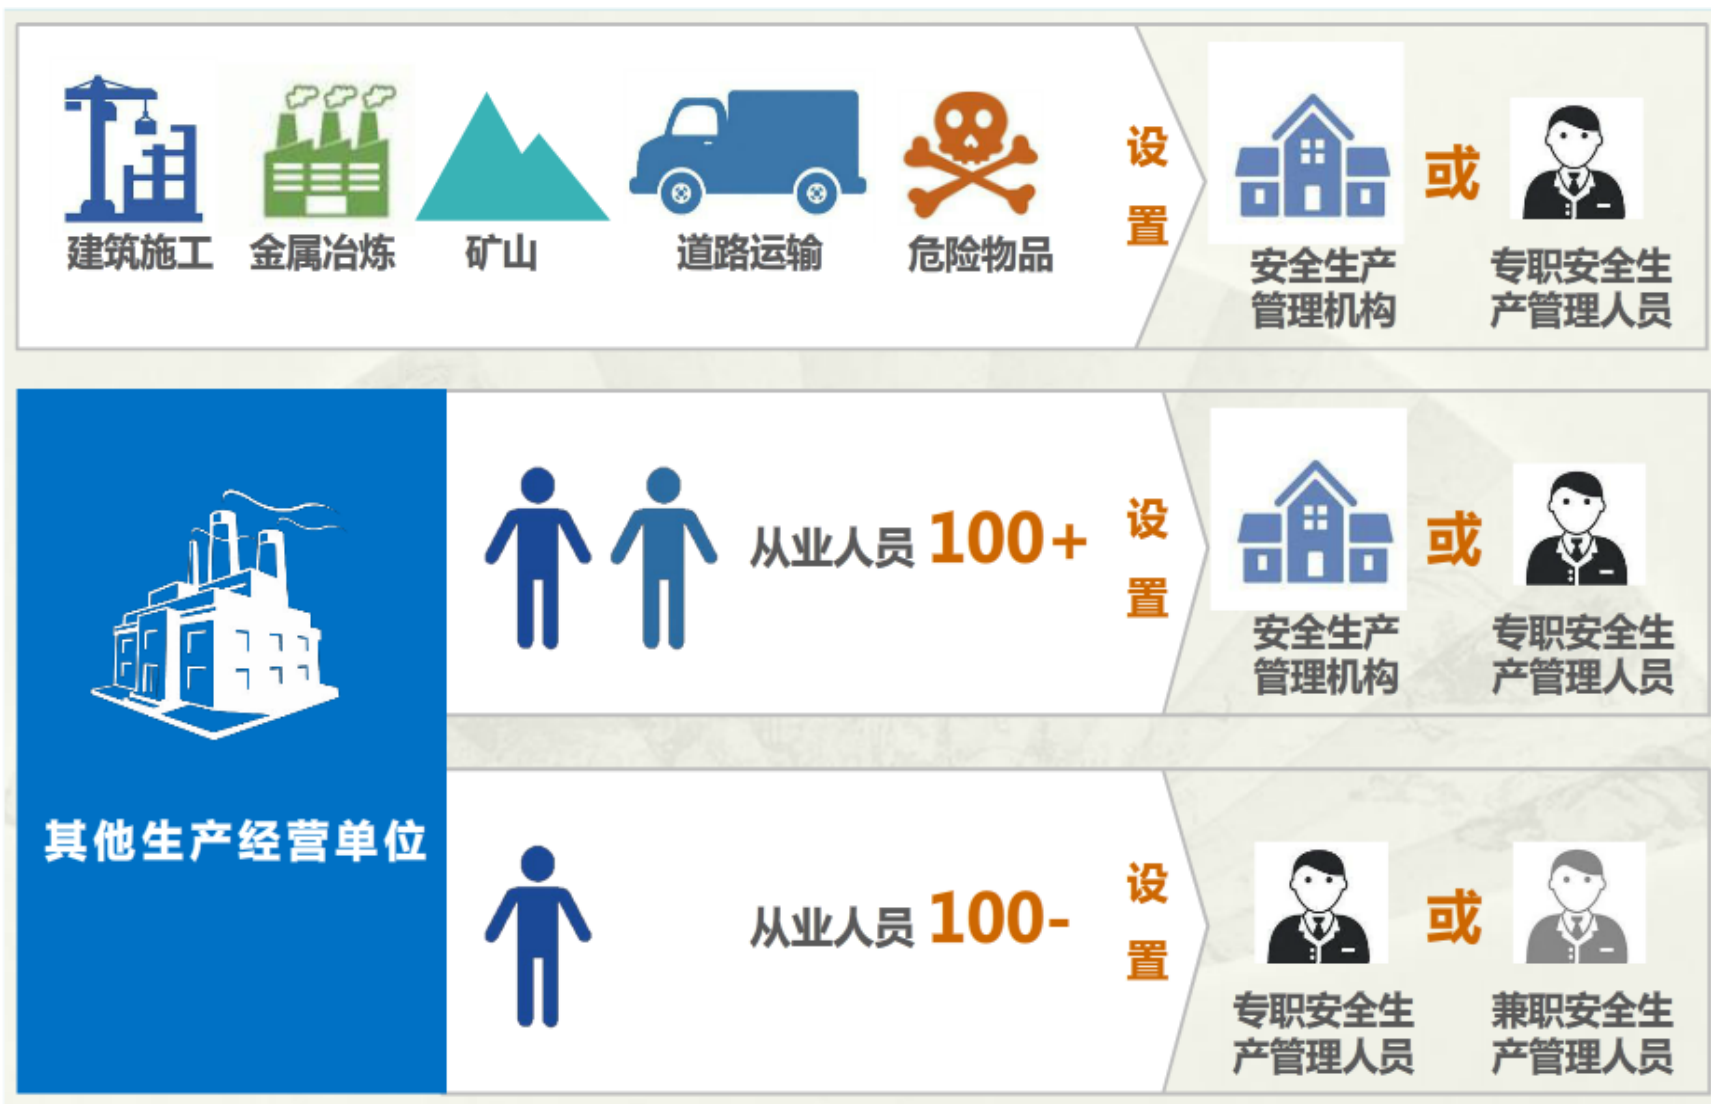 建筑施工
金属冶炼
矿山
道路运输
危险物品
设
置
安全生产
管理机构
或
专职安全生
产管理人员
其他生产经营单位
从业人员 100+
设
置
安全生产
管理机构
或
专职安全生
产管理人员
从业人员 100-
设
置
专职安全生
产管理人员
或
兼职安全生
产管理人员